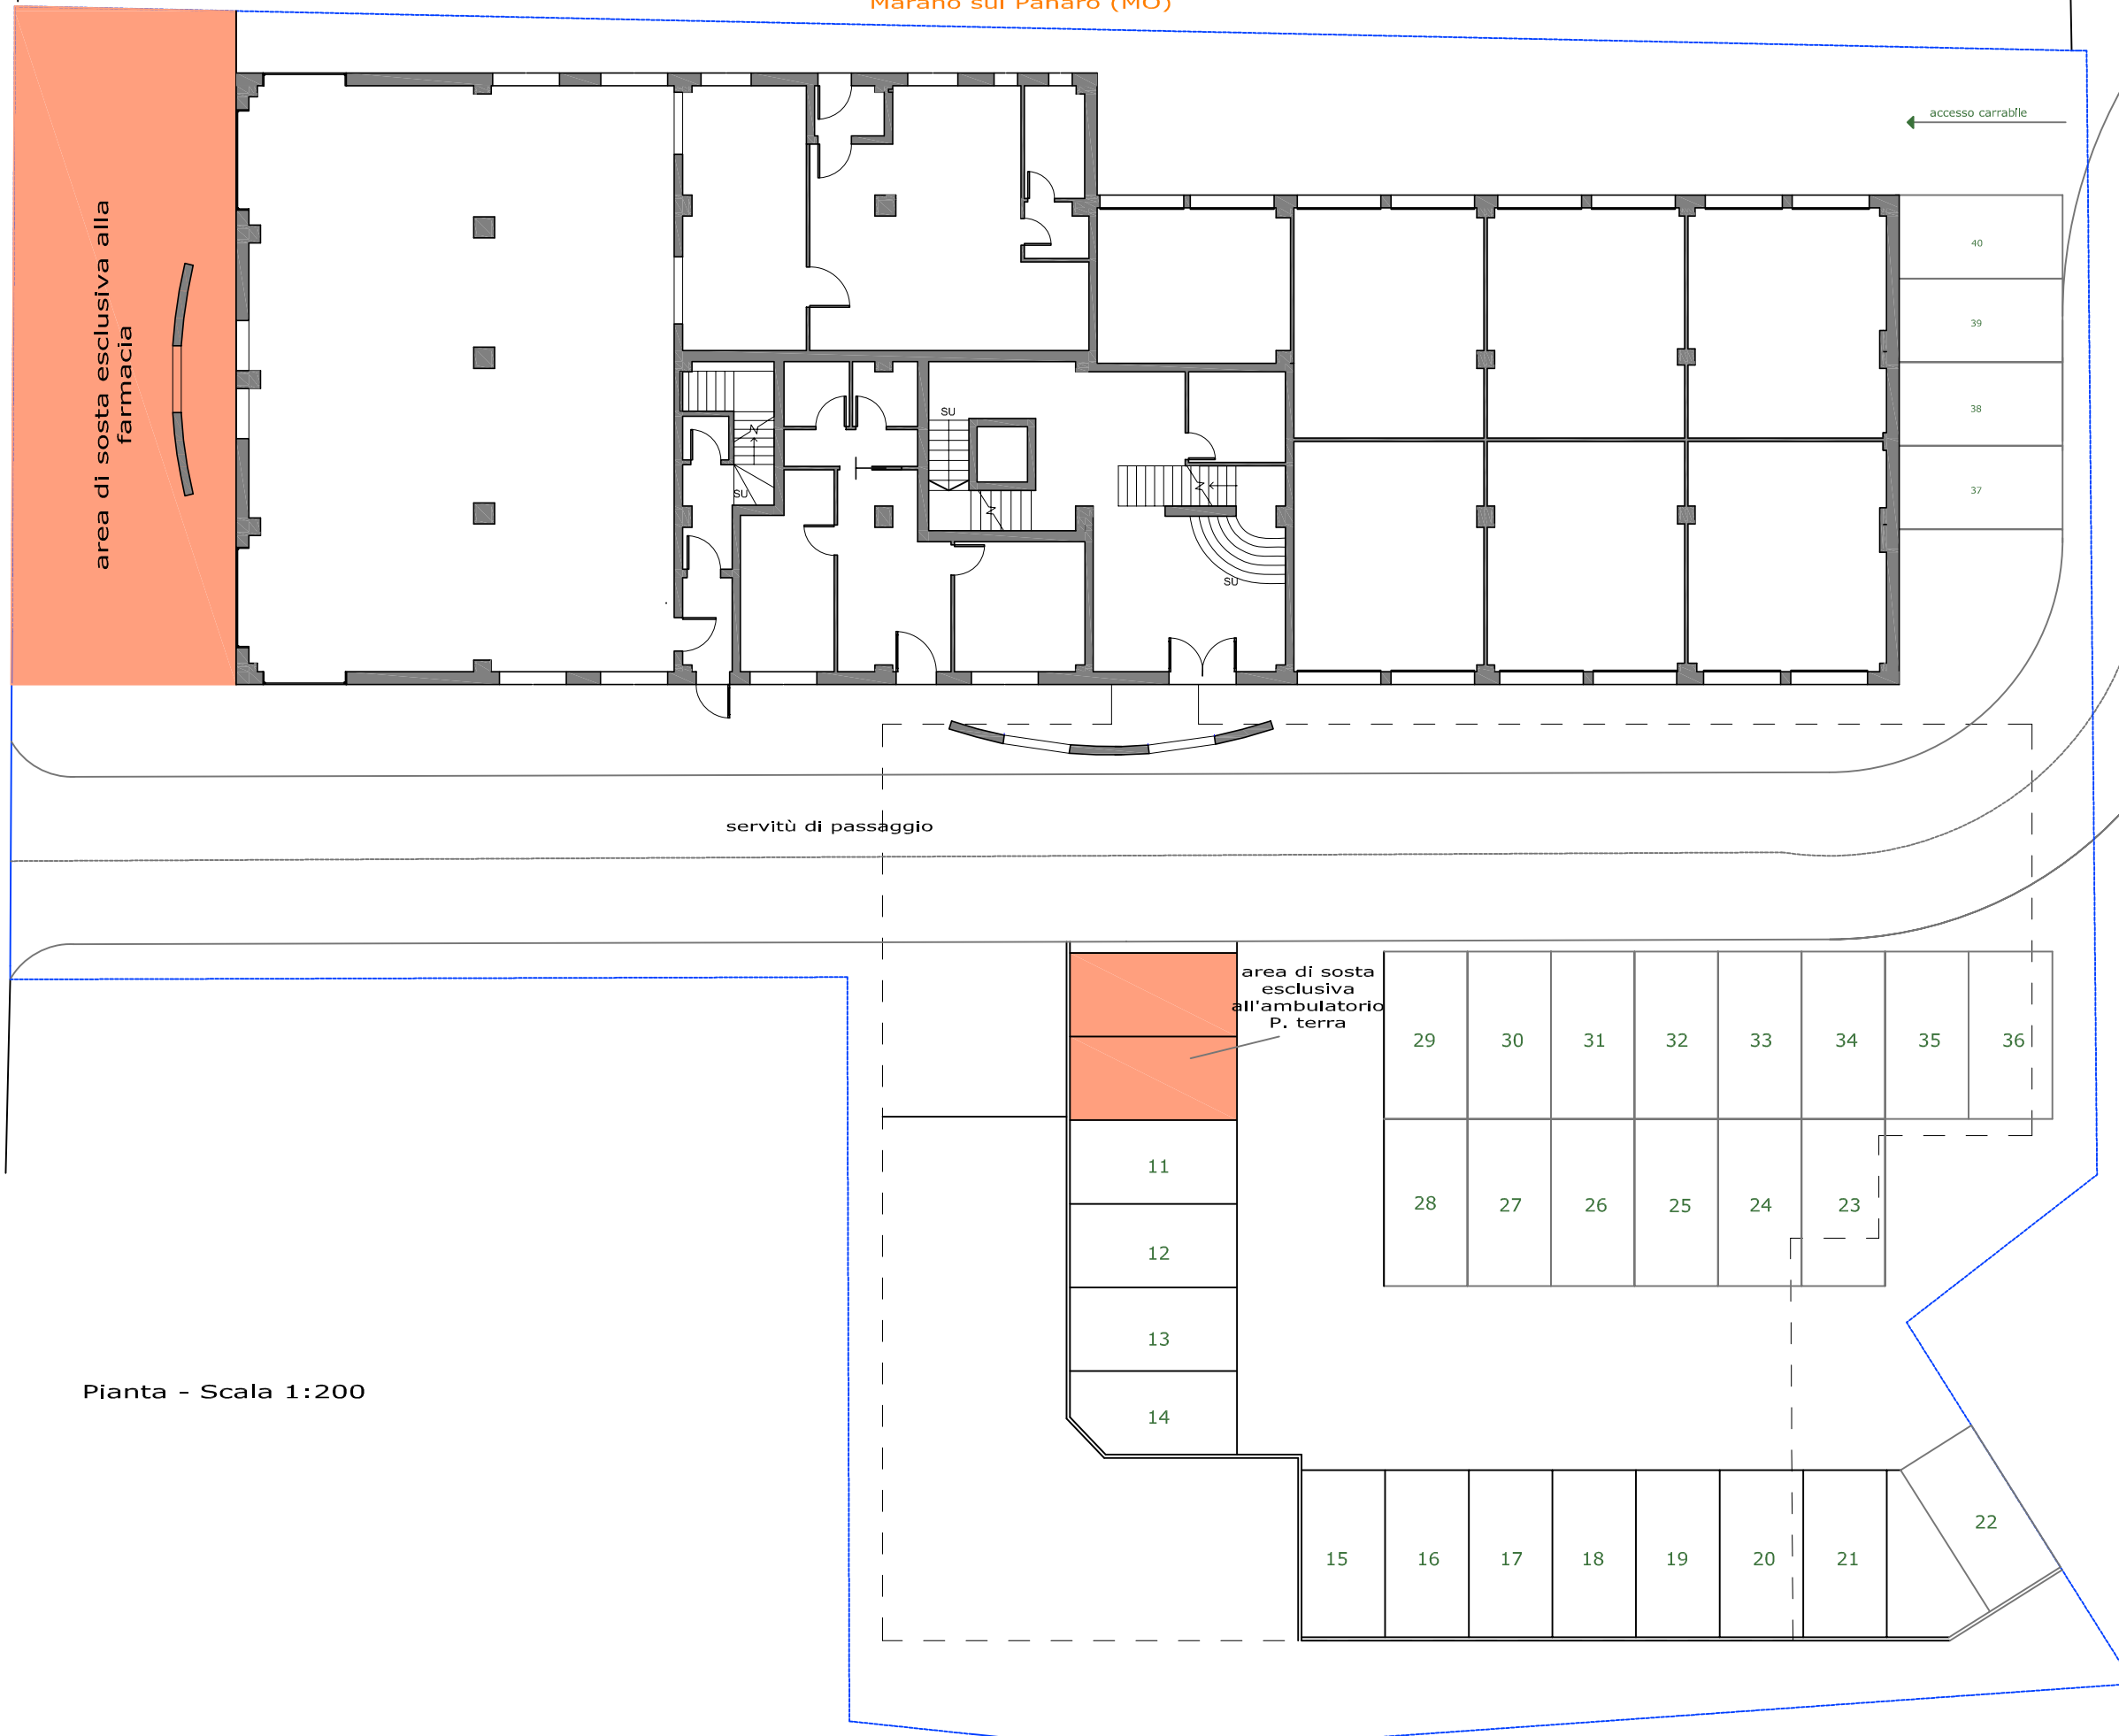 Marano sul Panaro (MO)
accesso carrabile
area di sosta esclusiva alla
farmacia
40
39
38
37
SU
SU
SU
servitù di passaggio
area di sosta
esclusiva
all'ambulatorio
P. terra
29 30 31 32 33 34 35 36
11
28 27 26 25 24 23
12
13
Pianta - Scala 1:200
14
22
15 16 17 18 19 20 21